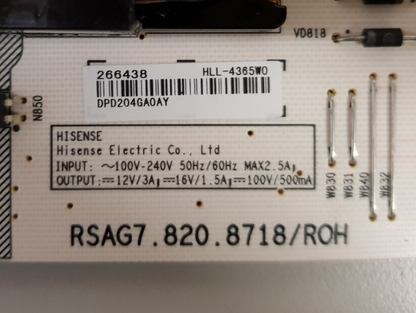 VD818
266438 HLL-4365WO
DPD204GA0AY
N850
HISENSE
Hisense Electric Co., Ltd
INPUT: ~100V-240V 50Hz/60Hz MAX2.5A;
OUTPUT:⎓12V/3A;⎓16V/1.5A;⎓100V/500mA
W830
W831
W840
W832
RSAG7.820.8718/ROH